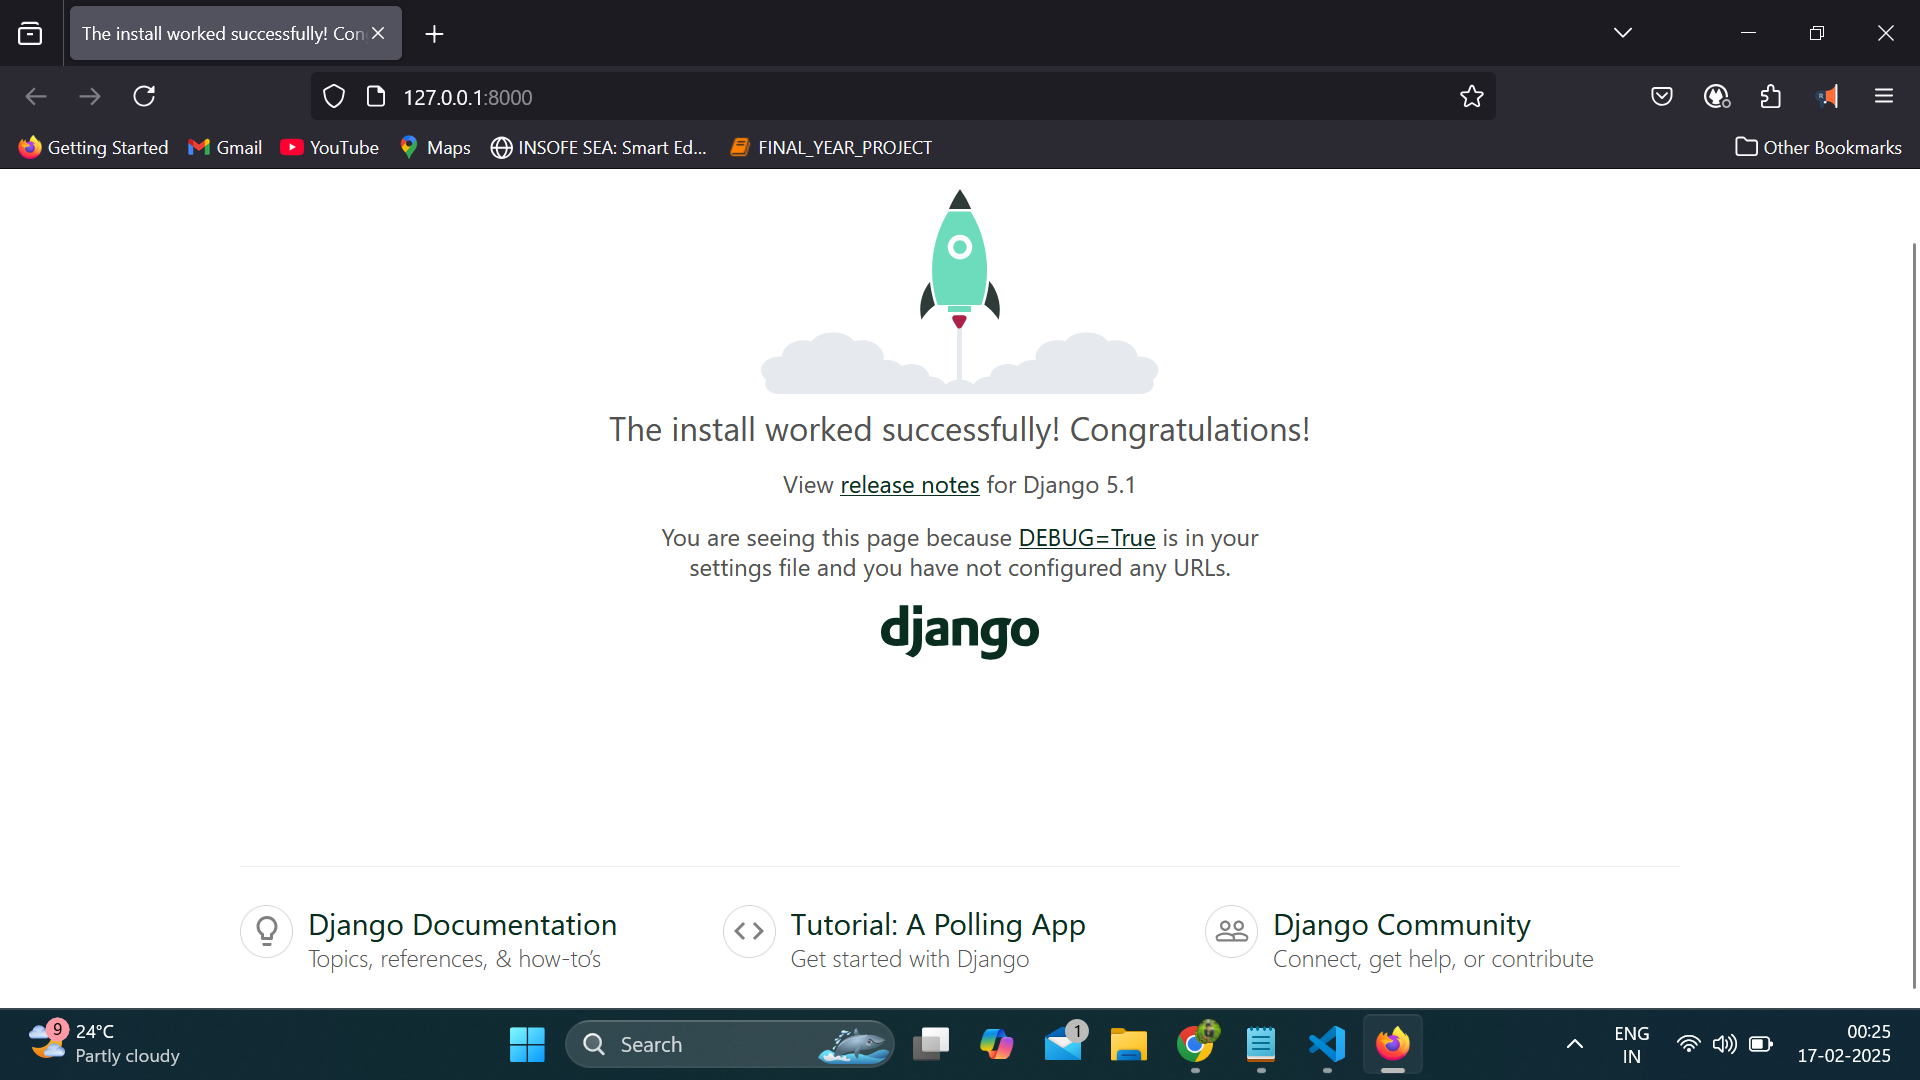 The install worked successfully! Con
127.0.0.1:8000
Getting Started
Gmail
YouTube
Maps
INSOFE SEA: Smart Ed...
FINAL_YEAR_PROJECT
Other Bookmarks
The install worked successfully! Congratulations!
View release notes for Django 5.1
You are seeing this page because DEBUG=True is in your
settings file and you have not configured any URLs.
django
Django Documentation
Topics, references, & how-to’s
Tutorial: A Polling App
Get started with Django
Django Community
Connect, get help, or contribute
9
24°C
Partly cloudy
Search
1
ENG
IN
00:25
17-02-2025